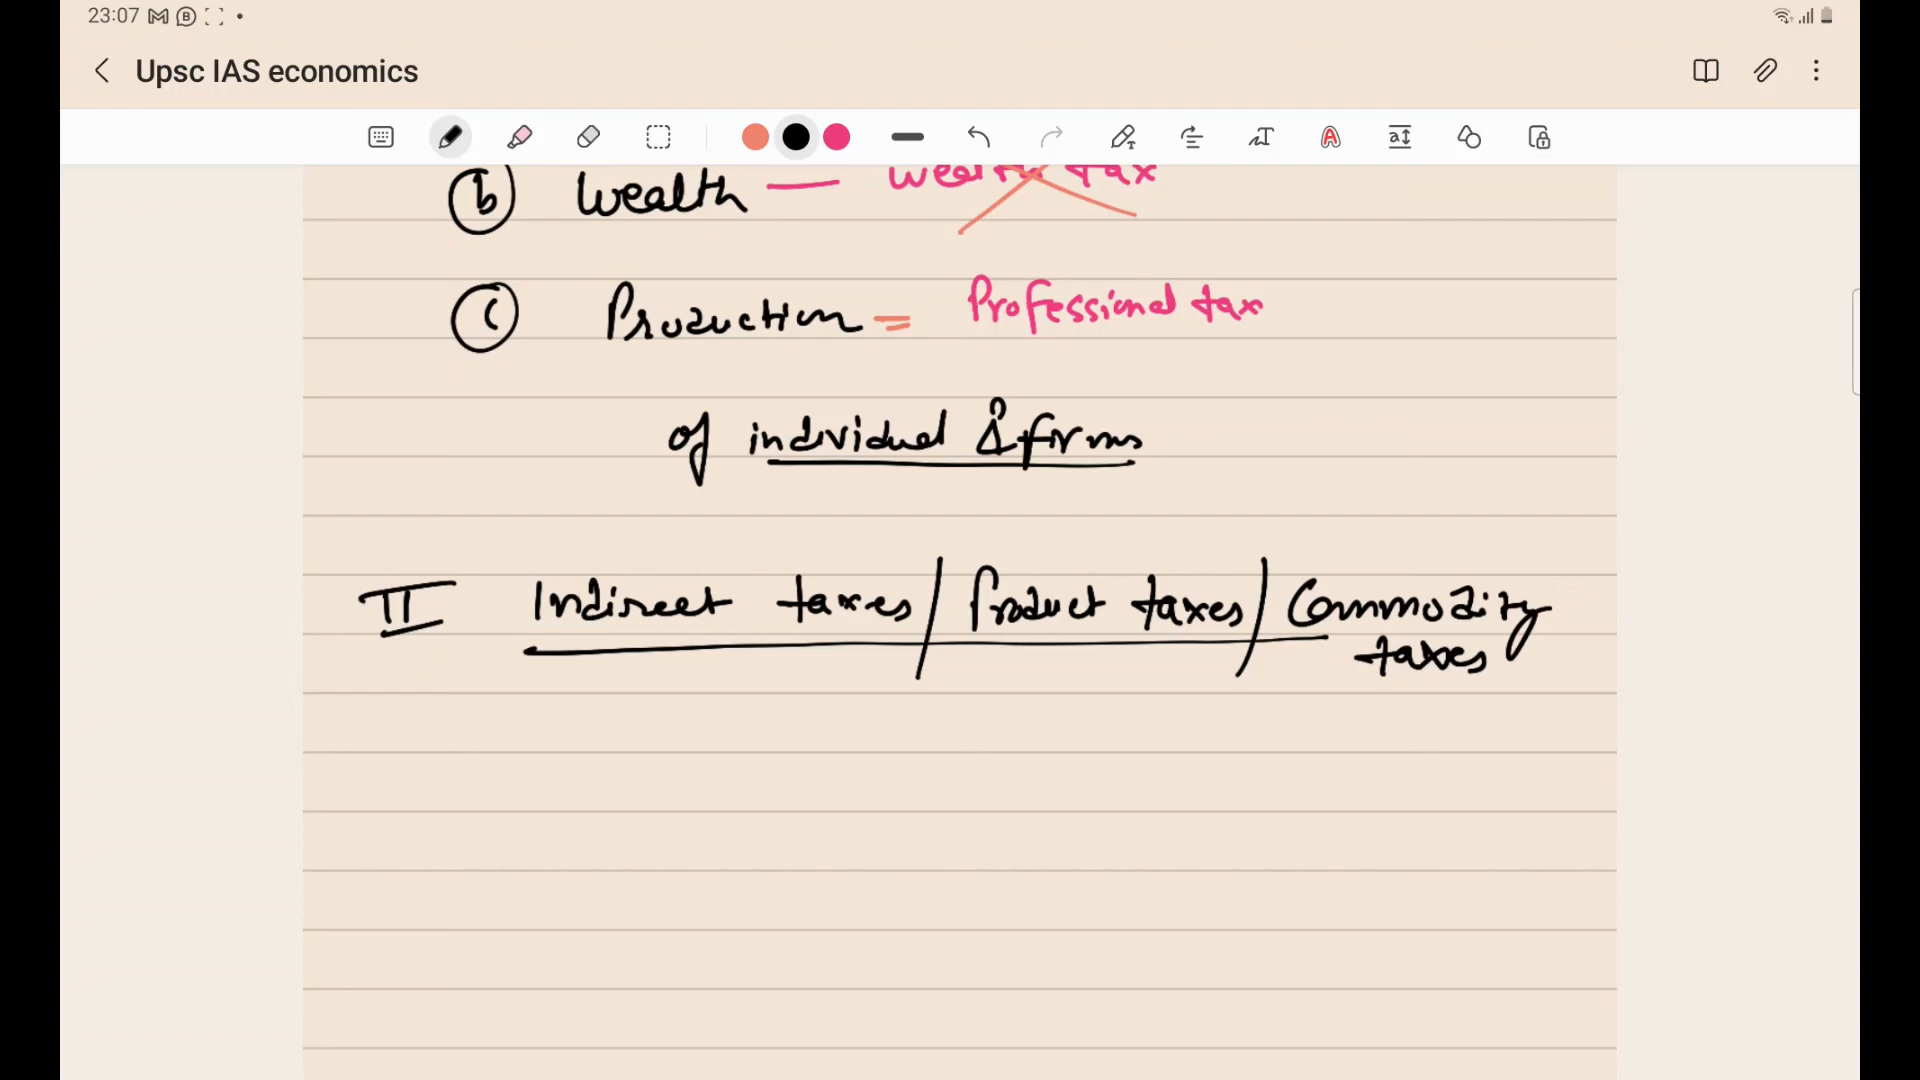 23:07
Upsc IAS economics
(b) Wealth — Wealth tax
(c) Production = Professional tax
of individual & firms
II Indirect taxes / Product taxes / Commodity
taxes